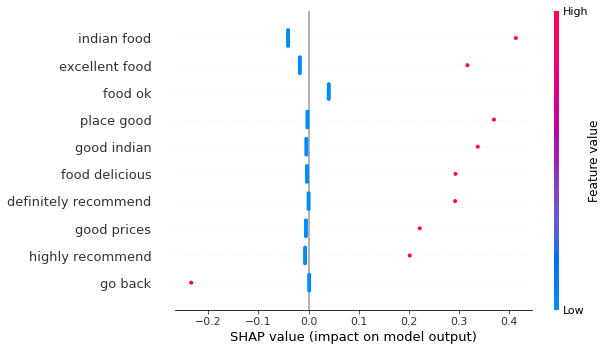 High
indian food
excellent food
food ok
place good
good indian
food delicious
definitely recommend
good prices
highly recommend
go back
Feature value
Low
−0.2 −0.1 0.0 0.1 0.2 0.3 0.4
SHAP value (impact on model output)